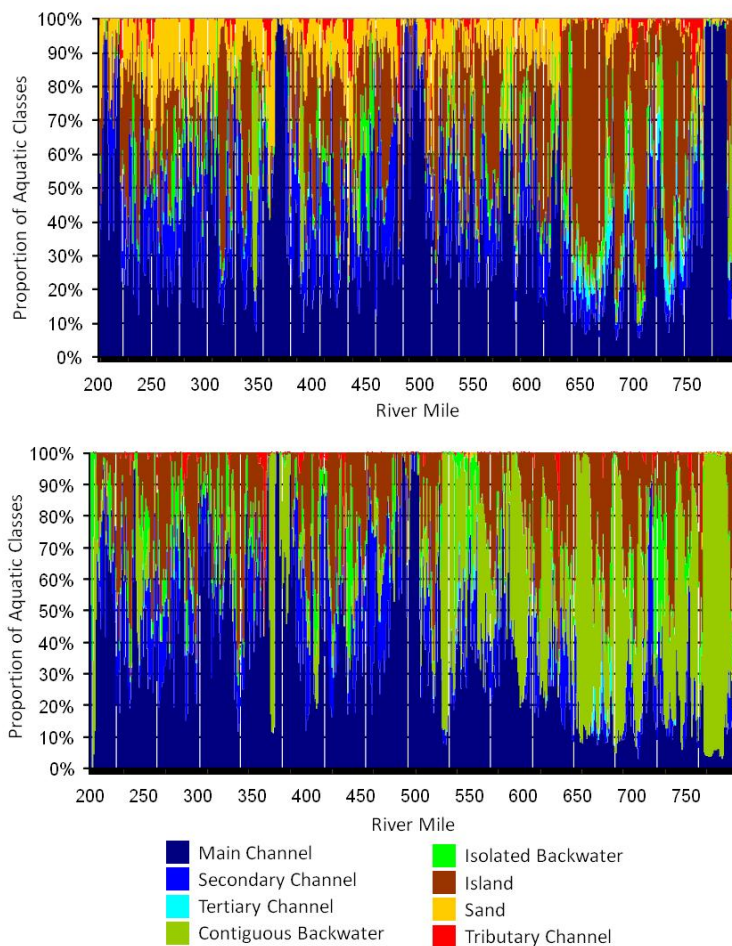 100%
90%
80%
70%
60%
50%
40%
30%
20%
10%
0%
Proportion of Aquatic Classes
200 250 300 350 400 450 500 550 600 650 700 750
River Mile
100%
90%
80%
70%
60%
50%
40%
30%
20%
10%
0%
Proportion of Aquatic Classes
200 250 300 350 400 450 500 550 600 650 700 750
River Mile
Main Channel
Secondary Channel
Tertiary Channel
Contiguous Backwater
Isolated Backwater
Island
Sand
Tributary Channel